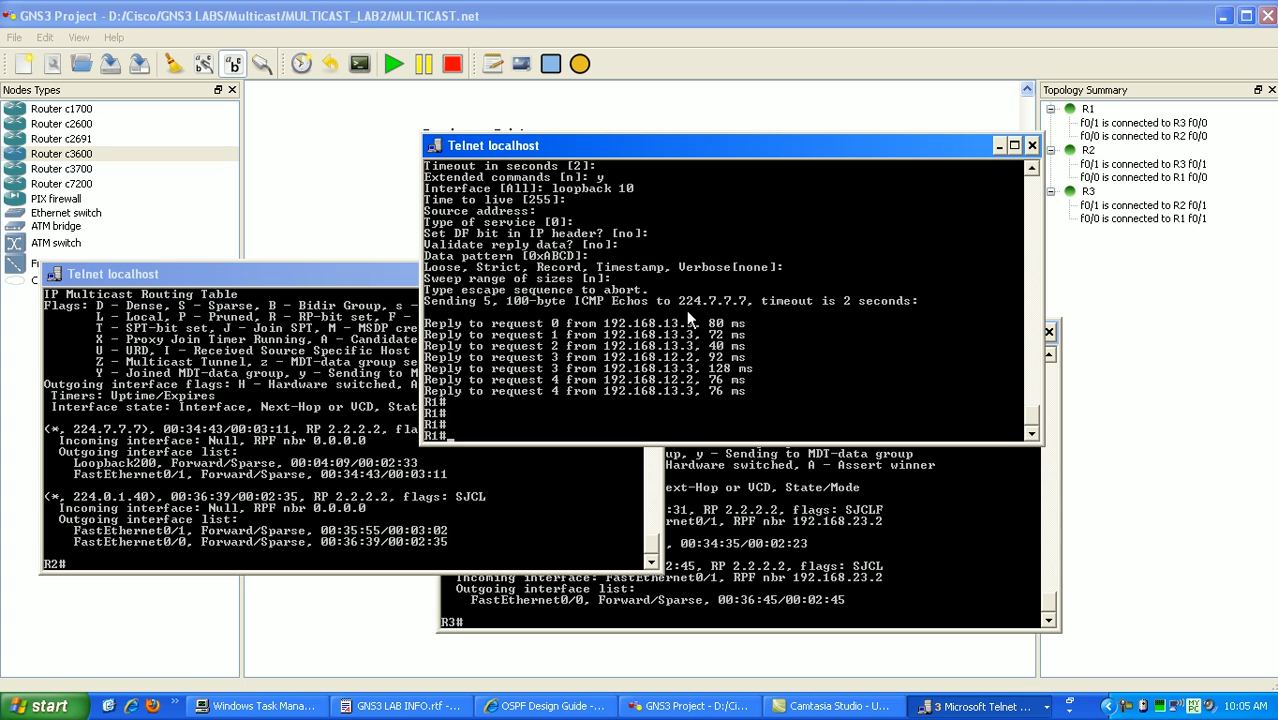 GNS3 Project - D:/Cisco/GNS3 LABS/Multicast/MULTICAST_LAB2/MULTICAST.net
File Edit View Help
Nodes Types
Router c1700
Router c2600
Router c2691
Router c3600
Router c3700
Router c7200
PIX firewall
Ethernet switch
ATM bridge
ATM switch
Topology Summary
R1
f0/1 is connected to R3 f0/0
f0/0 is connected to R2 f0/0
R2
f0/1 is connected to R3 f0/1
f0/0 is connected to R1 f0/0
R3
f0/1 is connected to R2 f0/1
f0/0 is connected to R1 f0/1
Telnet localhost
Timeout in seconds [2]:
Extended commands [n]: y
Interface [All]: loopback 10
Time to live [255]:
Source address:
Type of service [0]:
Set DF bit in IP header? [no]:
Validate reply data? [no]:
Data pattern [0xABCD]:
Loose, Strict, Record, Timestamp, Verbose[none]:
Sweep range of sizes [n]:
Type escape sequence to abort.
Sending 5, 100-byte ICMP Echos to 224.7.7.7, timeout is 2 seconds:
Reply to request 0 from 192.168.13.3, 80 ms
Reply to request 1 from 192.168.13.3, 72 ms
Reply to request 2 from 192.168.13.3, 40 ms
Reply to request 3 from 192.168.12.2, 92 ms
Reply to request 3 from 192.168.13.3, 128 ms
Reply to request 4 from 192.168.12.2, 76 ms
Reply to request 4 from 192.168.13.3, 76 ms
R1#
R1#
R1#
R1#
Telnet localhost
IP Multicast Routing Table
Flags: D - Dense, S - Sparse, B - Bidir Group, s -
L - Local, P - Pruned, R - RP-bit set, F -
T - SPT-bit set, J - Join SPT, M - MSDP cre
X - Proxy Join Timer Running, A - Candidate
U - URD, I - Received Source Specific Host
Z - Multicast Tunnel, z - MDT-data group se
Y - Joined MDT-data group, y - Sending to M
Outgoing interface flags: H - Hardware switched, A
Timers: Uptime/Expires
Interface state: Interface, Next-Hop or VCD, Stat
(*, 224.7.7.7), 00:34:43/00:03:11, RP 2.2.2.2, fla
Incoming interface: Null, RPF nbr 0.0.0.0
Outgoing interface list:
Loopback200, Forward/Sparse, 00:04:09/00:02:33
FastEthernet0/1, Forward/Sparse, 00:34:43/00:03:11
(*, 224.0.1.40), 00:36:39/00:02:35, RP 2.2.2.2, flags: SJCL
Incoming interface: Null, RPF nbr 0.0.0.0
Outgoing interface list:
FastEthernet0/1, Forward/Sparse, 00:35:55/00:03:02
FastEthernet0/0, Forward/Sparse, 00:36:39/00:02:35
R2#
up, y - Sending to MDT-data group
Hardware switched, A - Assert winner
ext-Hop or VCD, State/Mode
:31, RP 2.2.2.2, flags: SJCLF
rnet0/1, RPF nbr 192.168.23.2
, 00:34:35/00:02:23
2:45, RP 2.2.2.2, flags: SJCL
Incoming interface: FastEthernet0/1, RPF nbr 192.168.23.2
Outgoing interface list:
FastEthernet0/0, Forward/Sparse, 00:36:45/00:02:45
R3#
start
Windows Task Mana...
GNS3 LAB INFO.rtf - ...
OSPF Design Guide - ...
GNS3 Project - D:/Ci...
Camtasia Studio - U...
3 Microsoft Telnet ...
10:05 AM